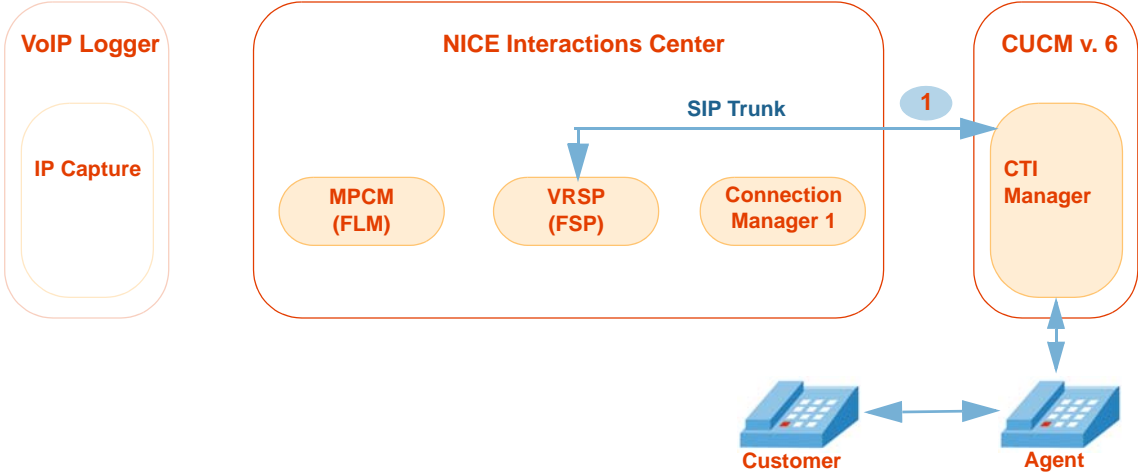 VoIP Logger
NICE Interactions Center
CUCM v. 6
1
SIP Trunk
IP Capture
CTI
Manager
MPCM
(FLM)
VRSP
(FSP)
Connection
Manager 1
Customer
Agent